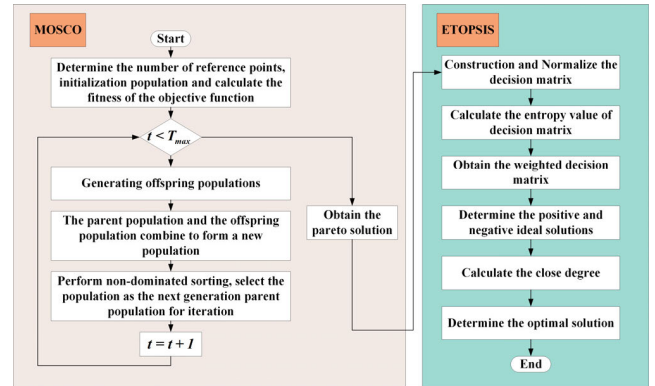 MOSCO
Start
Determine the number of reference points,
initialization population and calculate the
fitness of the objective function
t < Tmax
Generating offspring populations
The parent population and the offspring
population combine to form a new
population
Perform non-dominated sorting, select the
population as the next generation parent
population for iteration
t = t + 1
Obtain the
pareto solution
ETOPSIS
Construction and Normalize the
decision matrix
Calculate the entropy value of
decision matrix
Obtain the weighted decision
matrix
Determine the positive and
negative ideal solutions
Calculate the close degree
Determine the optimal solution
End